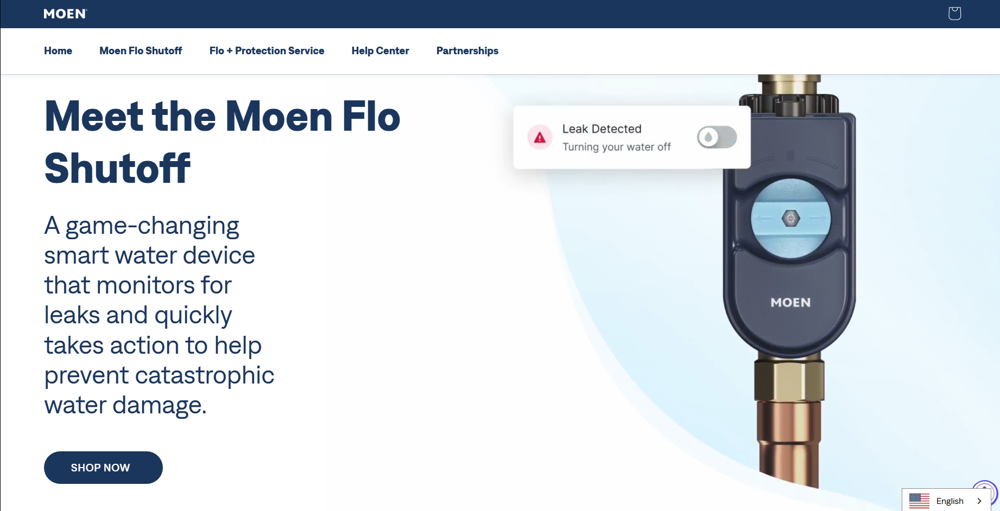 MOEN
Home
Moen Flo Shutoff
Flo + Protection Service
Help Center
Partnerships
Meet the Moen Flo
Shutoff
A game-changing
smart water device
that monitors for
leaks and quickly
takes action to help
prevent catastrophic
water damage.
SHOP NOW
Leak Detected
Turning your water off
MOEN
English